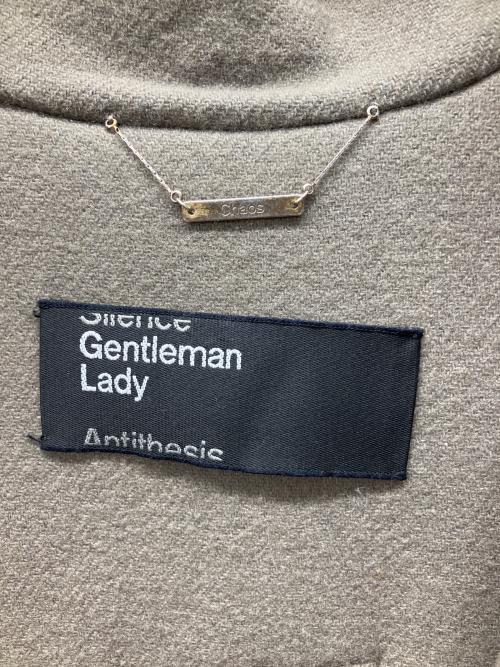 Chaos
Silence
Gentleman
Lady
Antithesis